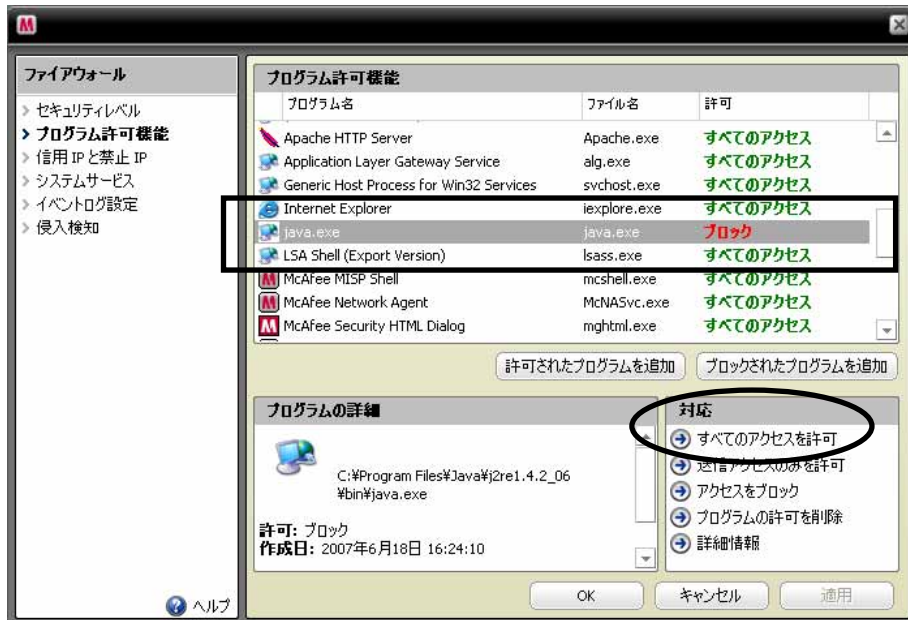 ファイアウォール
セキュリティレベル
プログラム許可機能
信用 IP と禁止 IP
システムサービス
イベントログ設定
侵入検知
ヘルプ
プログラム許可機能
プログラム名 ファイル名 許可
Apache HTTP Server Apache.exe すべてのアクセス
Application Layer Gateway Service alg.exe すべてのアクセス
Generic Host Process for Win32 Services svchost.exe すべてのアクセス
Internet Explorer iexplore.exe すべてのアクセス
java.exe java.exe ブロック
LSA Shell (Export Version) lsass.exe すべてのアクセス
McAfee MISP Shell mcshell.exe すべてのアクセス
McAfee Network Agent McNASvc.exe すべてのアクセス
McAfee Security HTML Dialog mghtml.exe すべてのアクセス
許可されたプログラムを追加 ブロックされたプログラムを追加
プログラムの詳細
C:¥Program Files¥Java¥j2re1.4.2_06
¥bin¥java.exe
許可: ブロック
作成日: 2007年6月18日 16:24:10
対応
すべてのアクセスを許可
送信アクセスのみを許可
アクセスをブロック
プログラムの許可を削除
詳細情報
OK キャンセル 適用